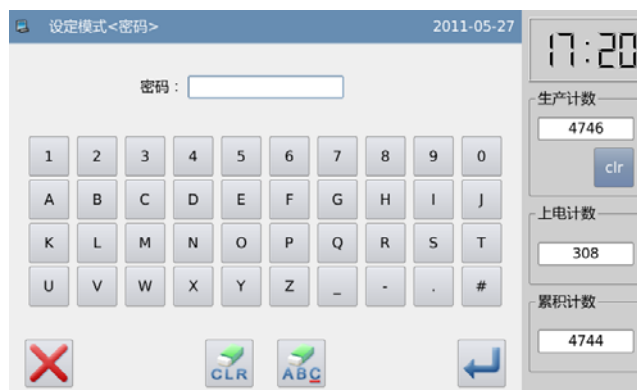 设定模式<密码> 2011-05-27
密码：
1 2 3 4 5 6 7 8 9 0
A B C D E F G H I J
K L M N O P Q R S T
U V W X Y Z _ - . #
CLR ABC
17:20
生产计数
4746
clr
上电计数
308
累积计数
4744